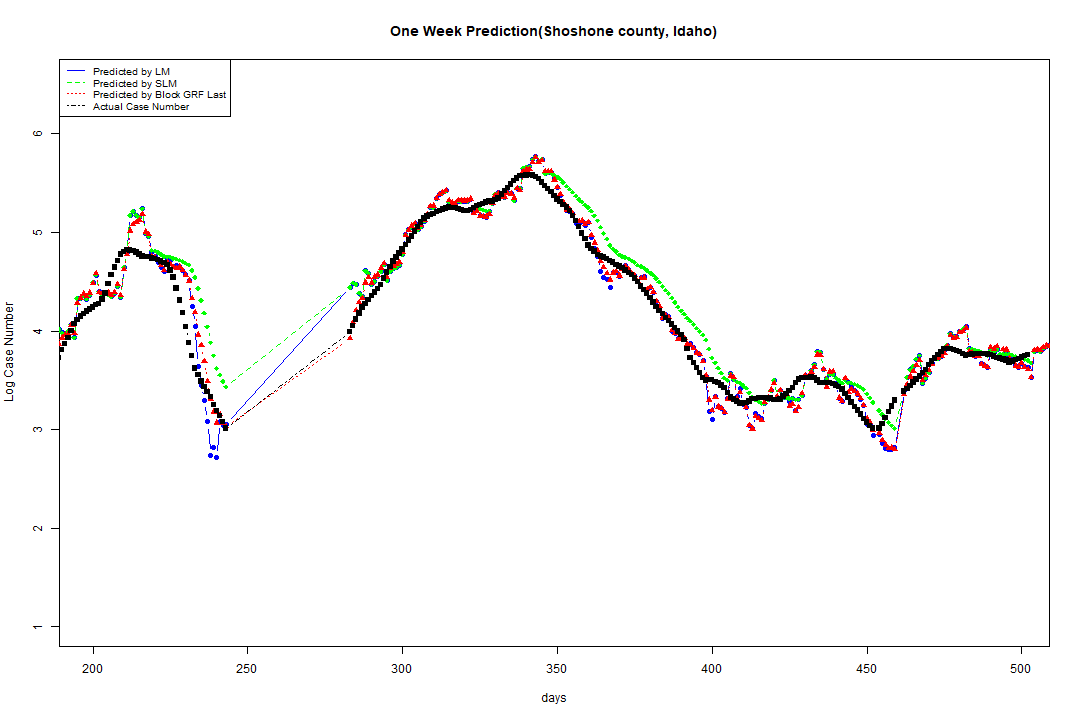 One Week Prediction(Shoshone county, Idaho)
Predicted by LM
Predicted by SLM
Predicted by Block GRF Last
Actual Case Number
Log Case Number
6
5
4
3
2
1
200 250 300 350 400 450 500
days